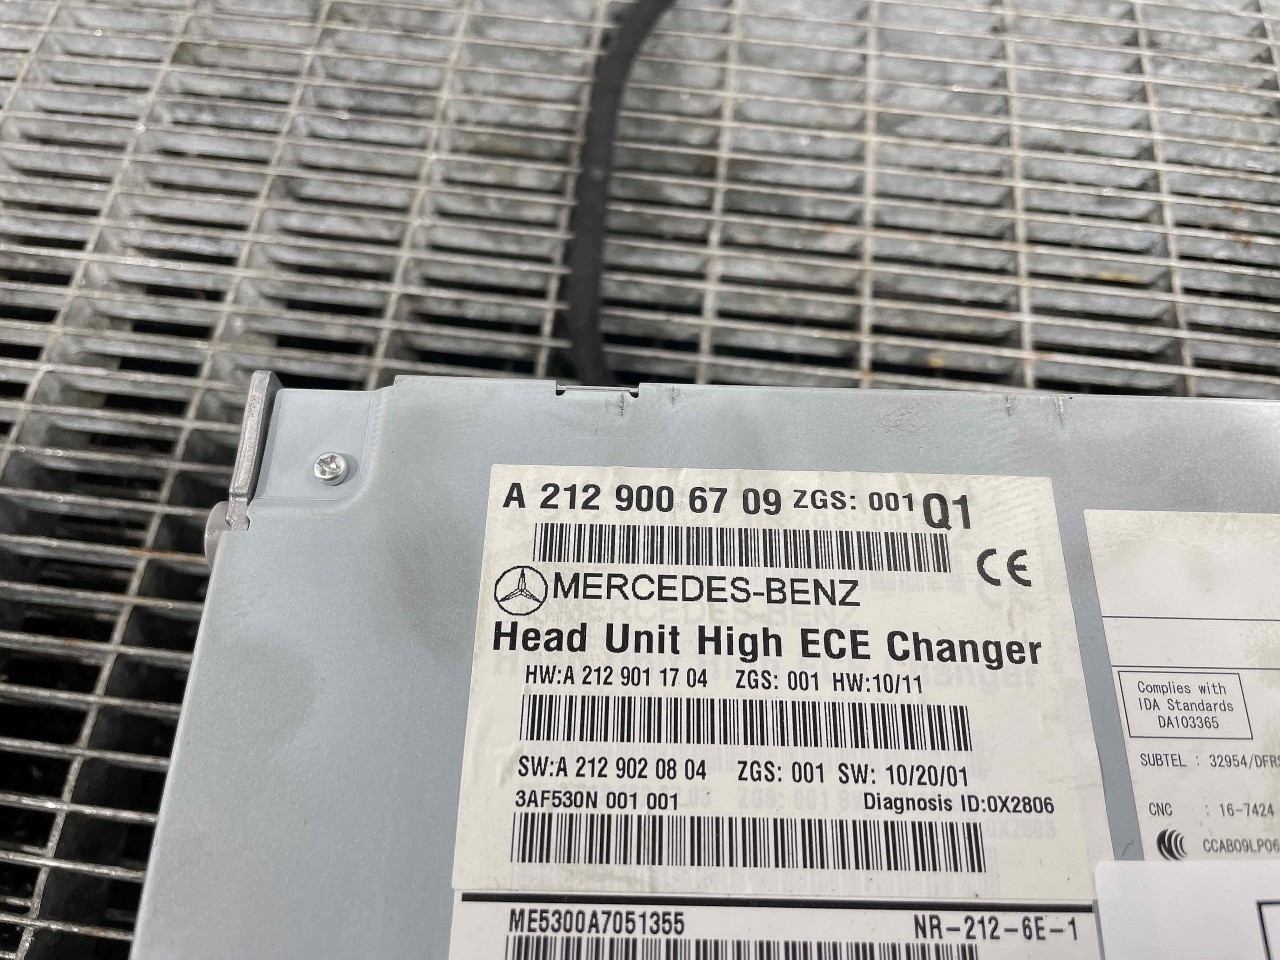 A 212 900 67 09 ZGS: 001 Q1
CE
MERCEDES-BENZ
Head Unit High ECE Changer
HW:A 212 901 17 04 ZGS: 001 HW:10/11
SW:A 212 902 08 04 ZGS: 001 SW: 10/20/01
3AF530N 001 001 Diagnosis ID:0X2806
ME5300A7051355 NR-212-6E-1
Complies with
IDA Standards
DA103365
SUBTEL : 32954/DFRS
CNC : 16-7424
CCAB09LP06